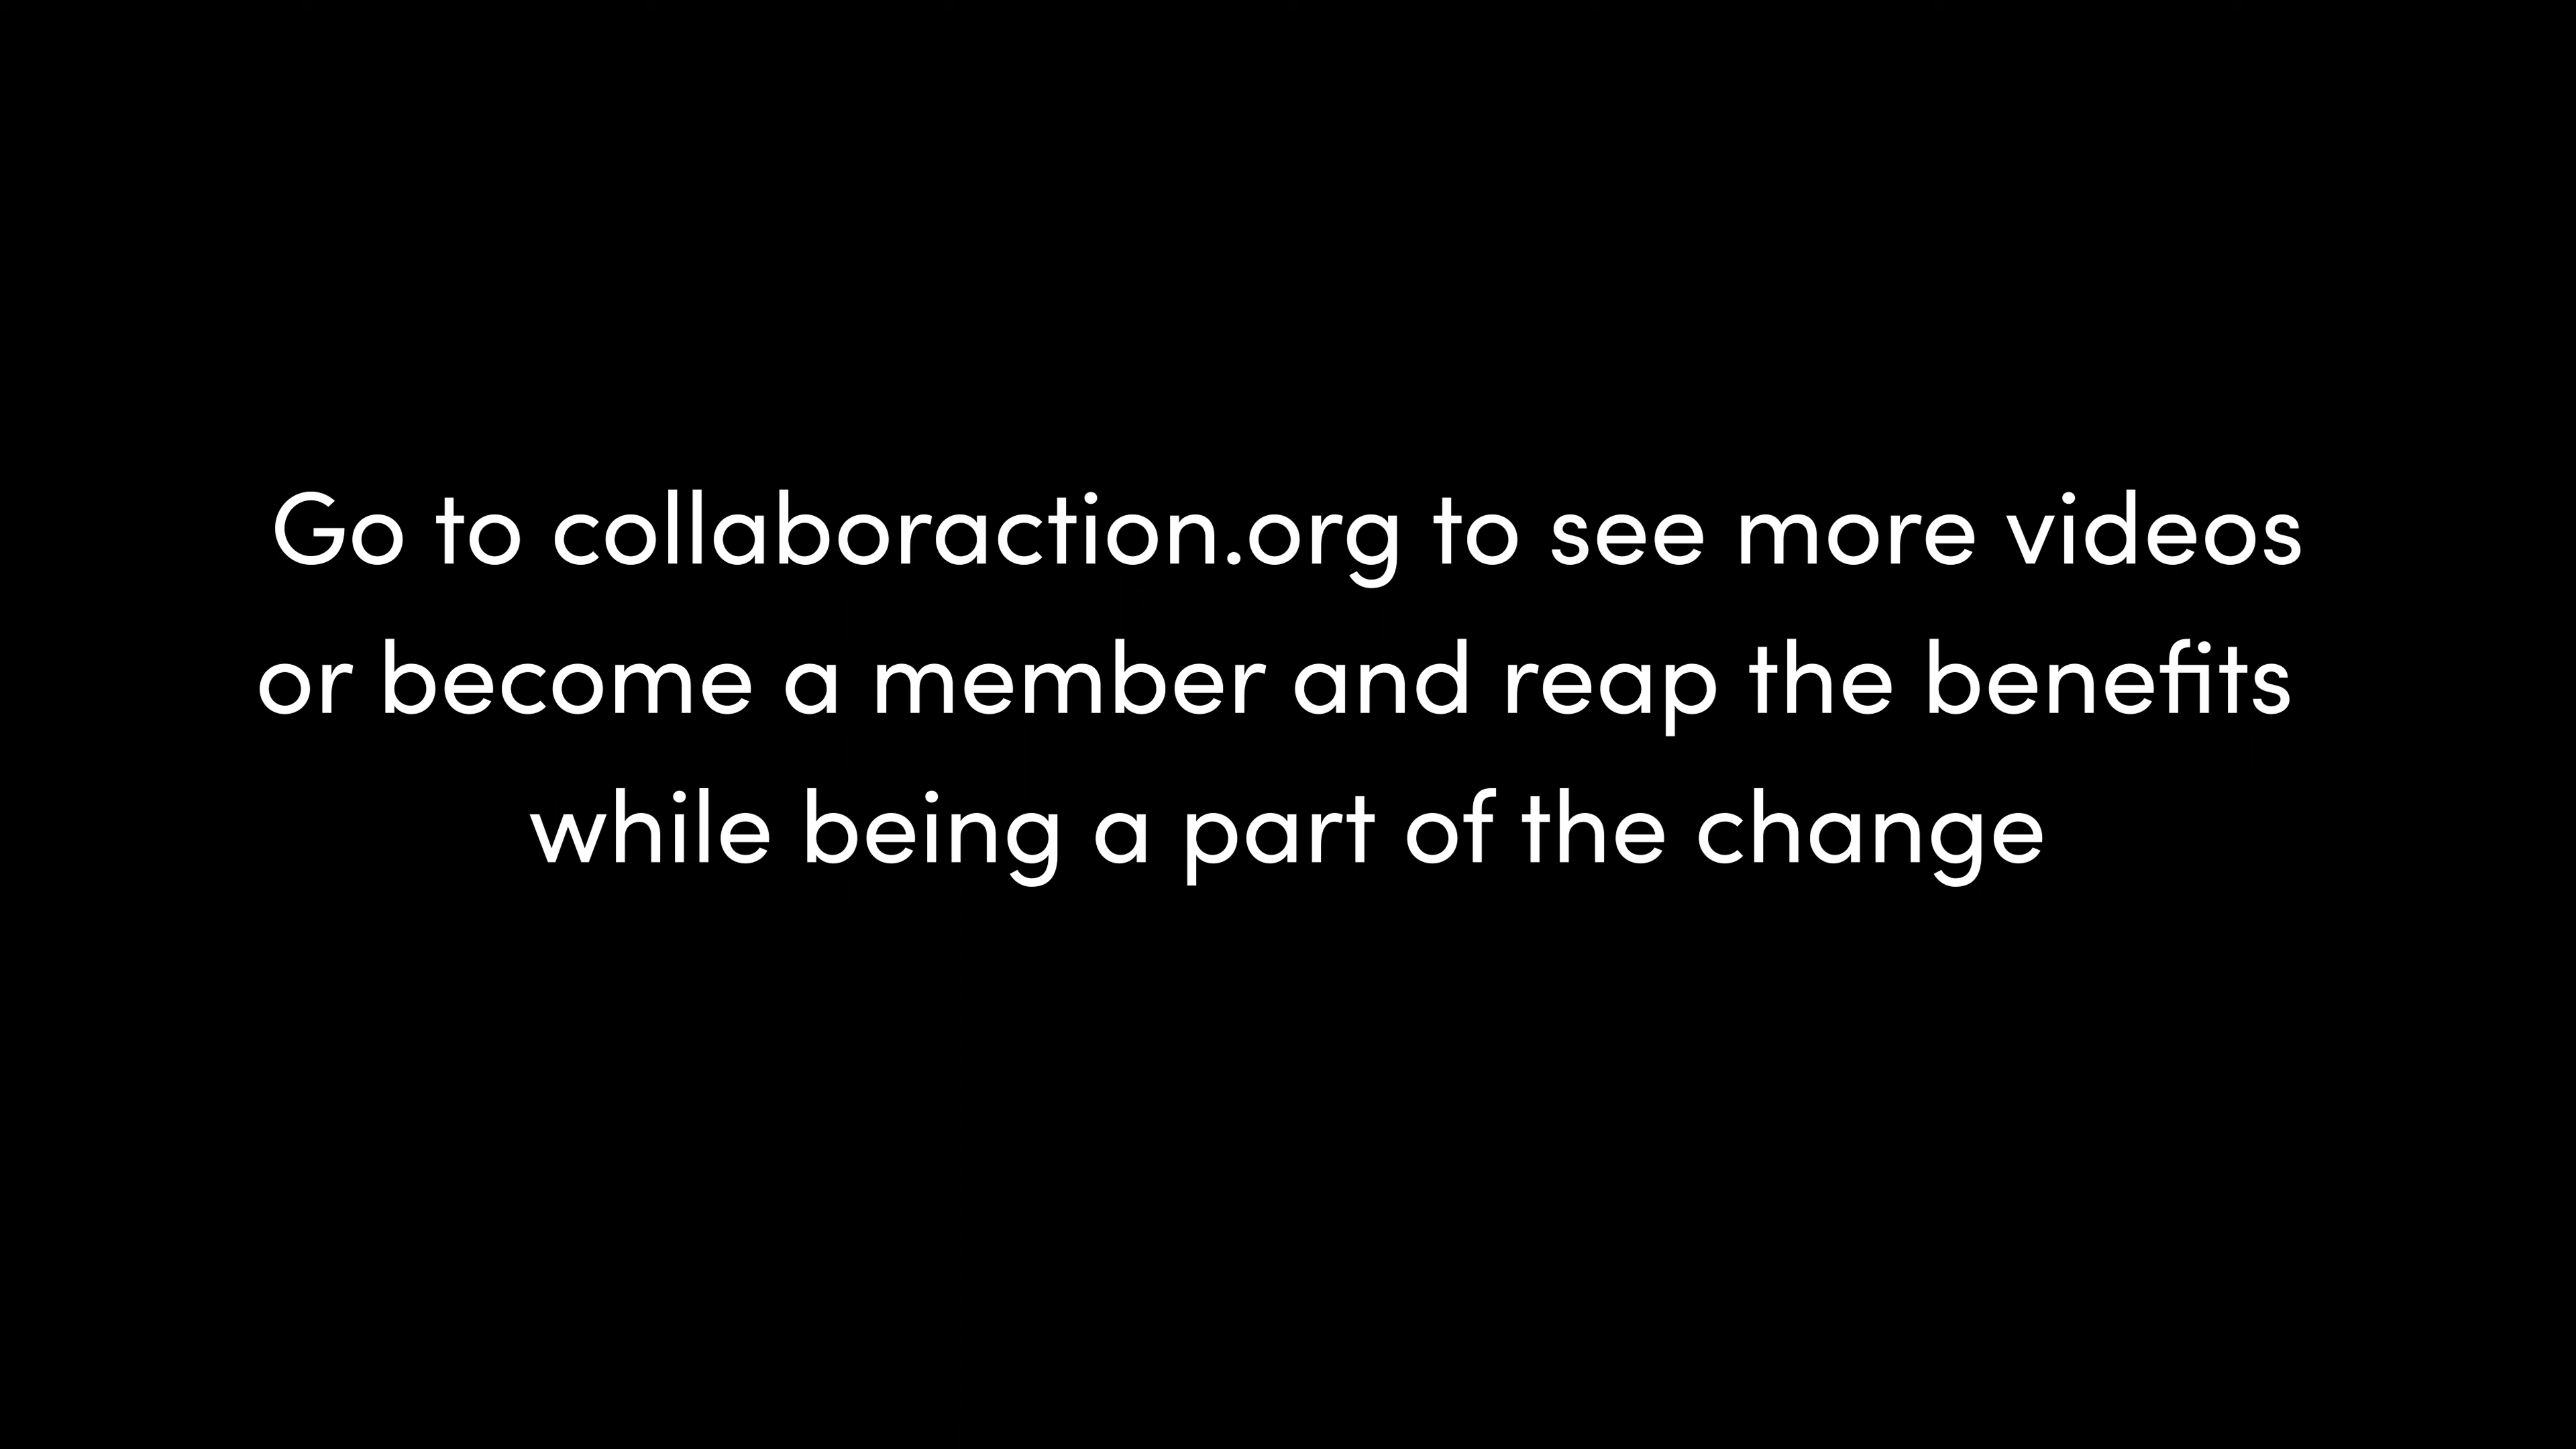 Go to collaboraction.org to see more videos
or become a member and reap the benefits
while being a part of the change